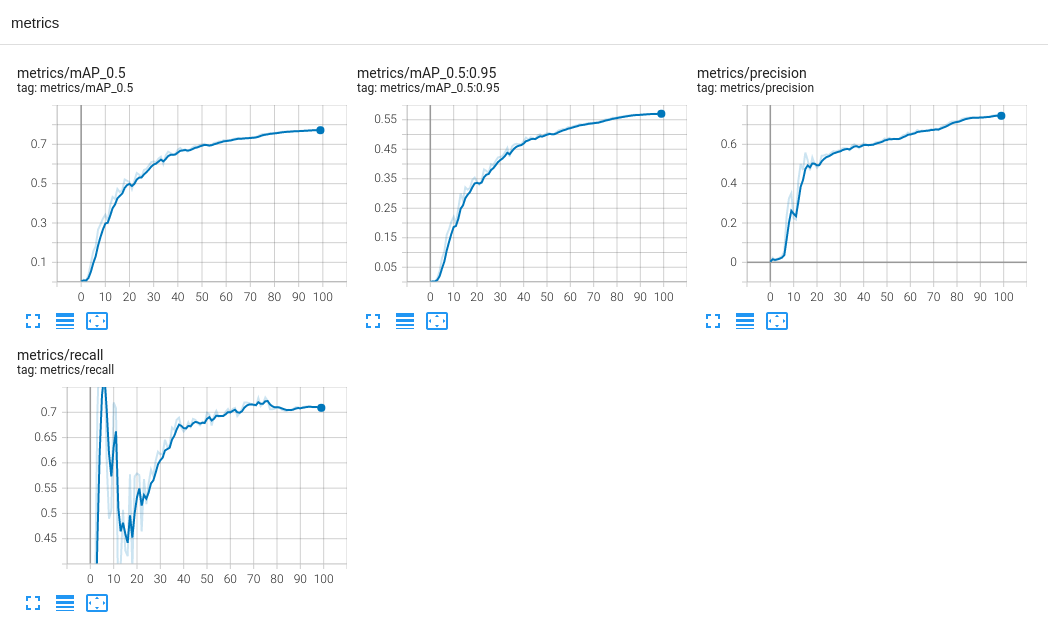 metrics
metrics/mAP_0.5
tag: metrics/mAP_0.5
0.7
0.5
0.3
0.1
0 10 20 30 40 50 60 70 80 90 100
metrics/mAP_0.5:0.95
tag: metrics/mAP_0.5:0.95
0.55
0.45
0.35
0.25
0.15
0.05
0 10 20 30 40 50 60 70 80 90 100
metrics/precision
tag: metrics/precision
0.6
0.4
0.2
0
0 10 20 30 40 50 60 70 80 90 100
metrics/recall
tag: metrics/recall
0.7
0.65
0.6
0.55
0.5
0.45
0 10 20 30 40 50 60 70 80 90 100